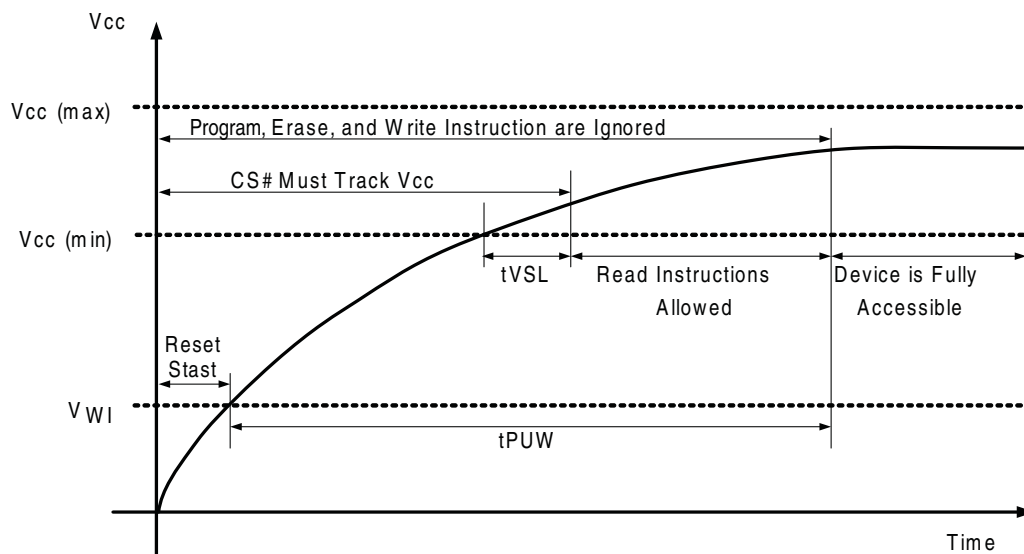 Vcc
Vcc (max)
Program, Erase, and Write Instruction are Ignored
CS# Must Track Vcc
Vcc (min)
tVSL
Read Instructions
Allowed
Device is Fully
Accessible
Reset
Stast
VWI
tPUW
Time